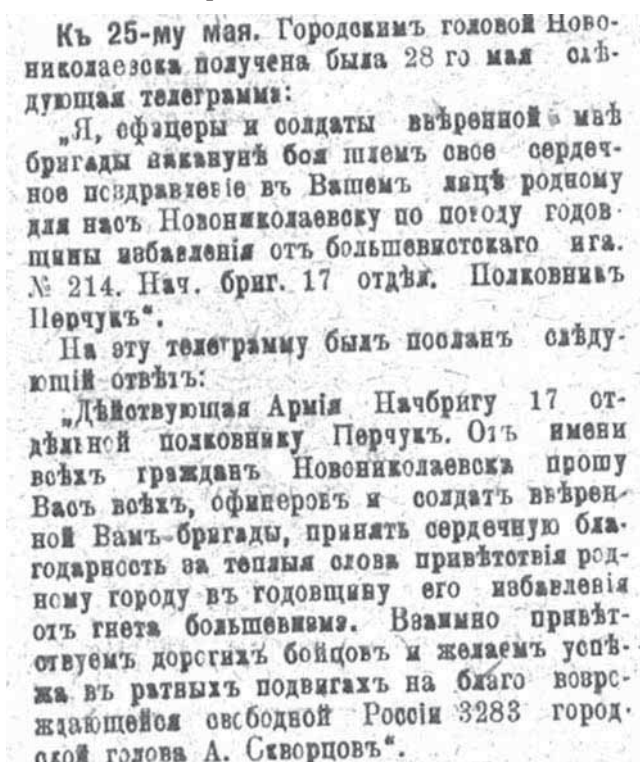 Къ 25-му мая. Городскимъ головой Ново-
николаевска получена была 28 го мая слѣ-
дующая телеграмма:
„Я, офицеры и солдаты ввѣренной мнѣ
бригады наканунѣ боя шлемъ свое сердеч-
ное поздравленіе въ Вашемъ лицѣ родному
для насъ Новониколаевску по поводу годов-
щины избавленія отъ большевистскаго ига.
№ 214. Нач. бриг. 17 отдѣл. Полковникъ
Перчукъ“.
На эту телеграмму былъ посланъ слѣду-
ющій отвѣтъ:
„Дѣйствующая Армія Начбригу 17 от-
дѣльной полковнику Перчукъ. Отъ имени
всѣхъ гражданъ Новониколаевска прошу
Васъ всѣхъ, офицеровъ и солдатъ ввѣрен-
ной Вамъ бригады, принять сердечную бла-
годарность за теплыя слова привѣтствія род-
ному городу въ годовщину его избавленія
отъ гнета большевизма. Взаимно привѣт-
ствуемъ дорогихъ бойцовъ и желаемъ успѣ-
ха въ ратныхъ подвигахъ на благо возро-
ждающейся свободной Россіи 3283 город-
ской голова А. Скворцовъ“.